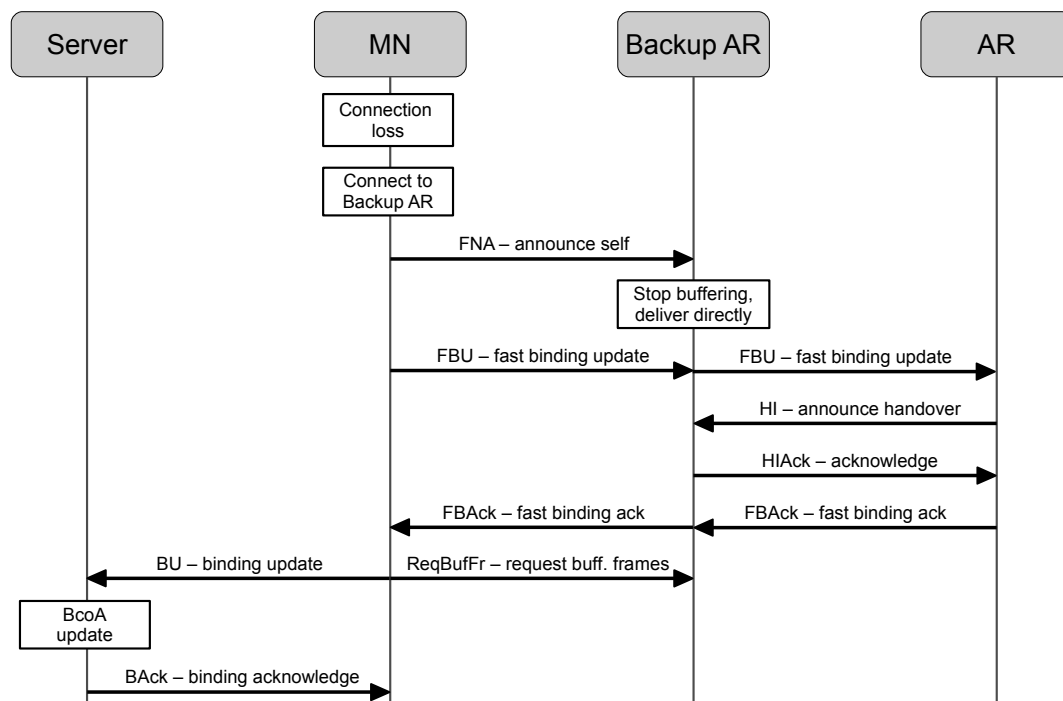 Server
MN
Backup AR
AR
Connection
loss
Connect to
Backup AR
FNA – announce self
Stop buffering,
deliver directly
FBU – fast binding update
FBU – fast binding update
HI – announce handover
HIAck – acknowledge
FBAck – fast binding ack
FBAck – fast binding ack
BU – binding update
ReqBufFr – request buff. frames
BcoA
update
BAck – binding acknowledge